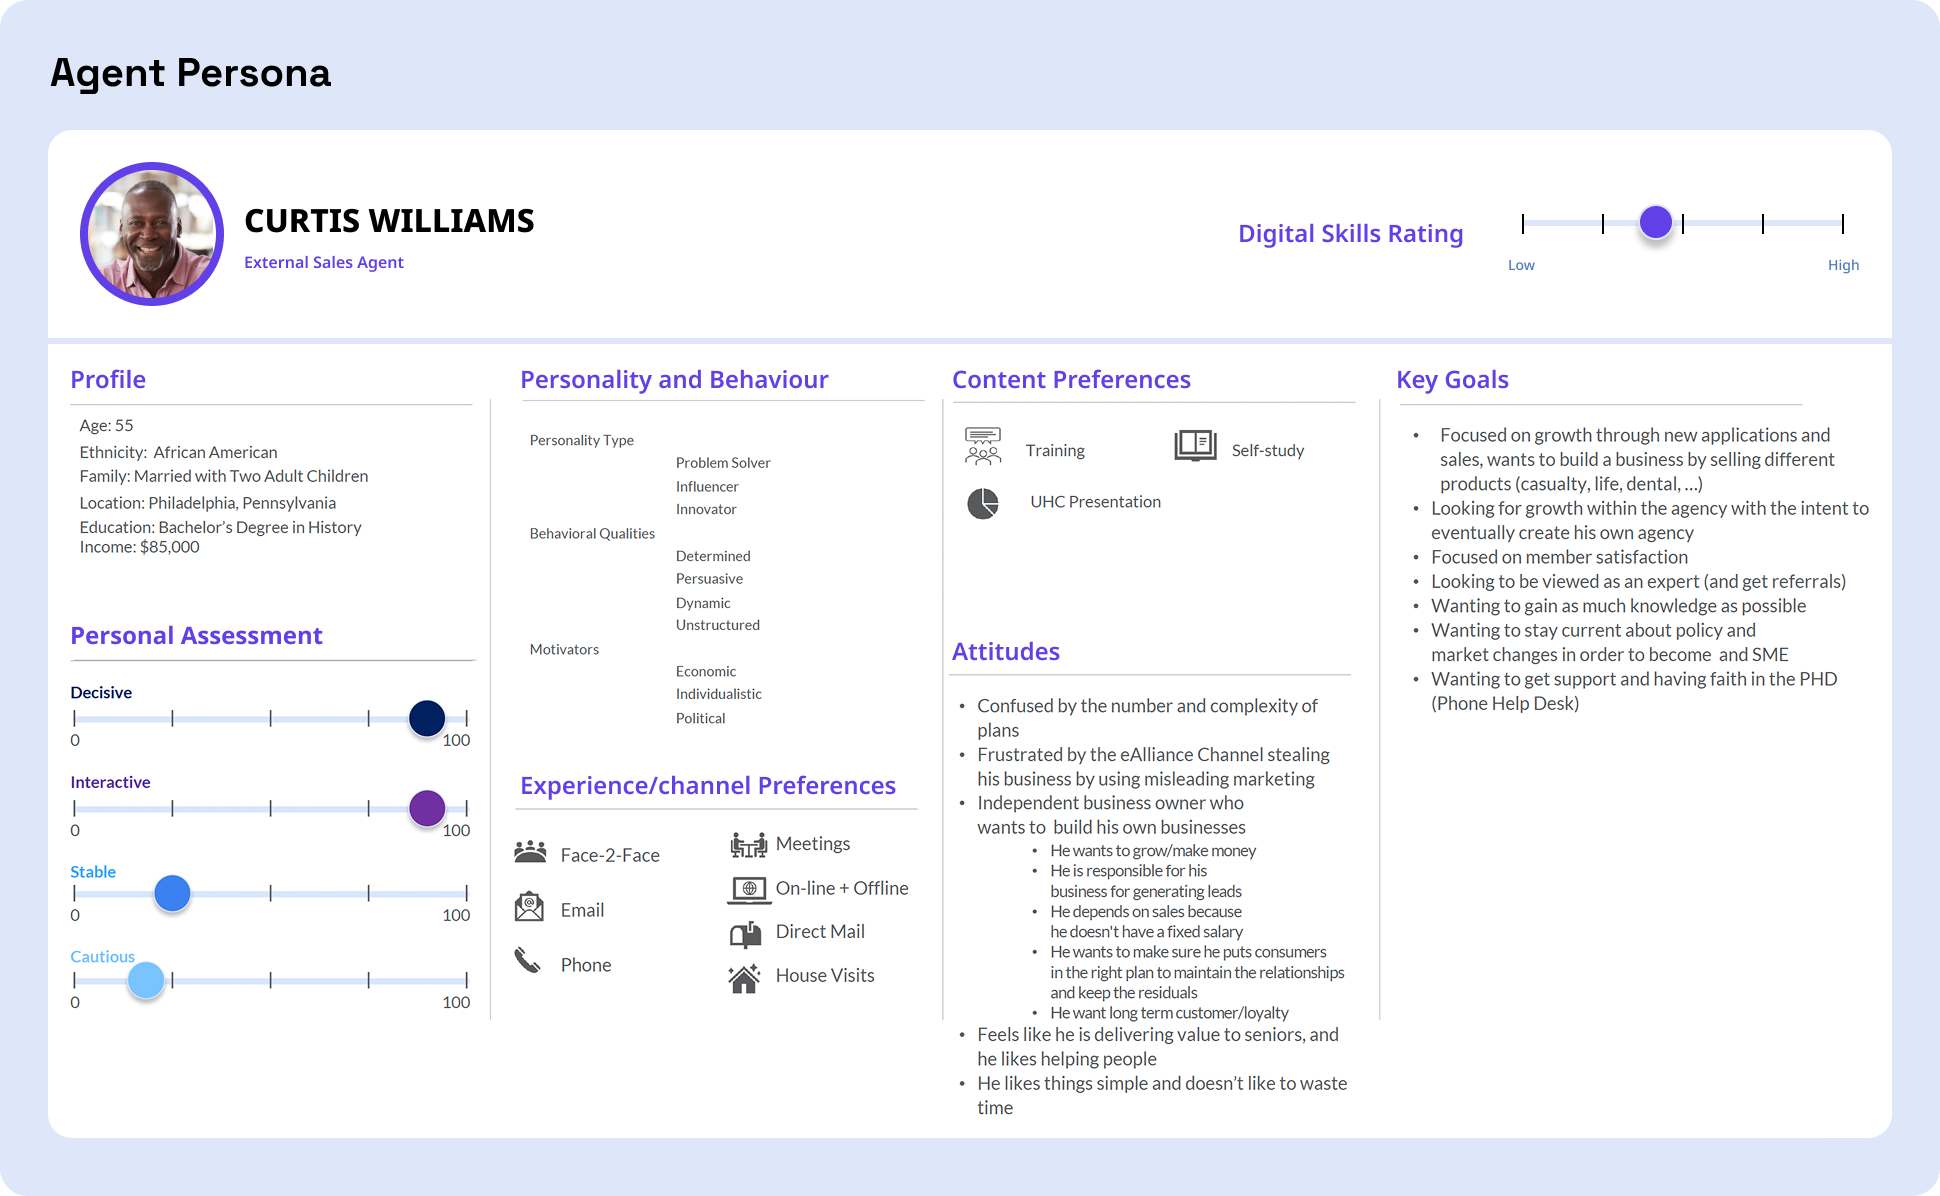 Agent Persona
CURTIS WILLIAMS
External Sales Agent
Digital Skills Rating
Low
High
Profile
Age: 55
Ethnicity: African American
Family: Married with Two Adult Children
Location: Philadelphia, Pennsylvania
Education: Bachelor's Degree in History
Income: $85,000
Personal Assessment
Decisive
0
100
Interactive
0
100
Stable
0
100
Cautious
0
100
Personality and Behaviour
Personality Type
Problem Solver
Influencer
Innovator
Behavioral Qualities
Determined
Persuasive
Dynamic
Unstructured
Motivators
Economic
Individualistic
Political
Experience/channel Preferences
Face-2-Face
Email
Phone
Meetings
On-line + Offline
Direct Mail
House Visits
Content Preferences
Training
Self-study
UHC Presentation
Attitudes
• Confused by the number and complexity of
plans
• Frustrated by the eAlliance Channel stealing
his business by using misleading marketing
• Independent business owner who
wants to build his own businesses
• He wants to grow/make money
• He is responsible for his
business for generating leads
• He depends on sales because
he doesn't have a fixed salary
• He wants to make sure he puts consumers
in the right plan to maintain the relationships
and keep the residuals
• He want long term customer/loyalty
• Feels like he is delivering value to seniors, and
he likes helping people
• He likes things simple and doesn’t like to waste
time
Key Goals
• Focused on growth through new applications and
sales, wants to build a business by selling different
products (casualty, life, dental, ...)
• Looking for growth within the agency with the intent to
eventually create his own agency
• Focused on member satisfaction
• Looking to be viewed as an expert (and get referrals)
• Wanting to gain as much knowledge as possible
• Wanting to stay current about policy and
market changes in order to become and SME
• Wanting to get support and having faith in the PHD
(Phone Help Desk)